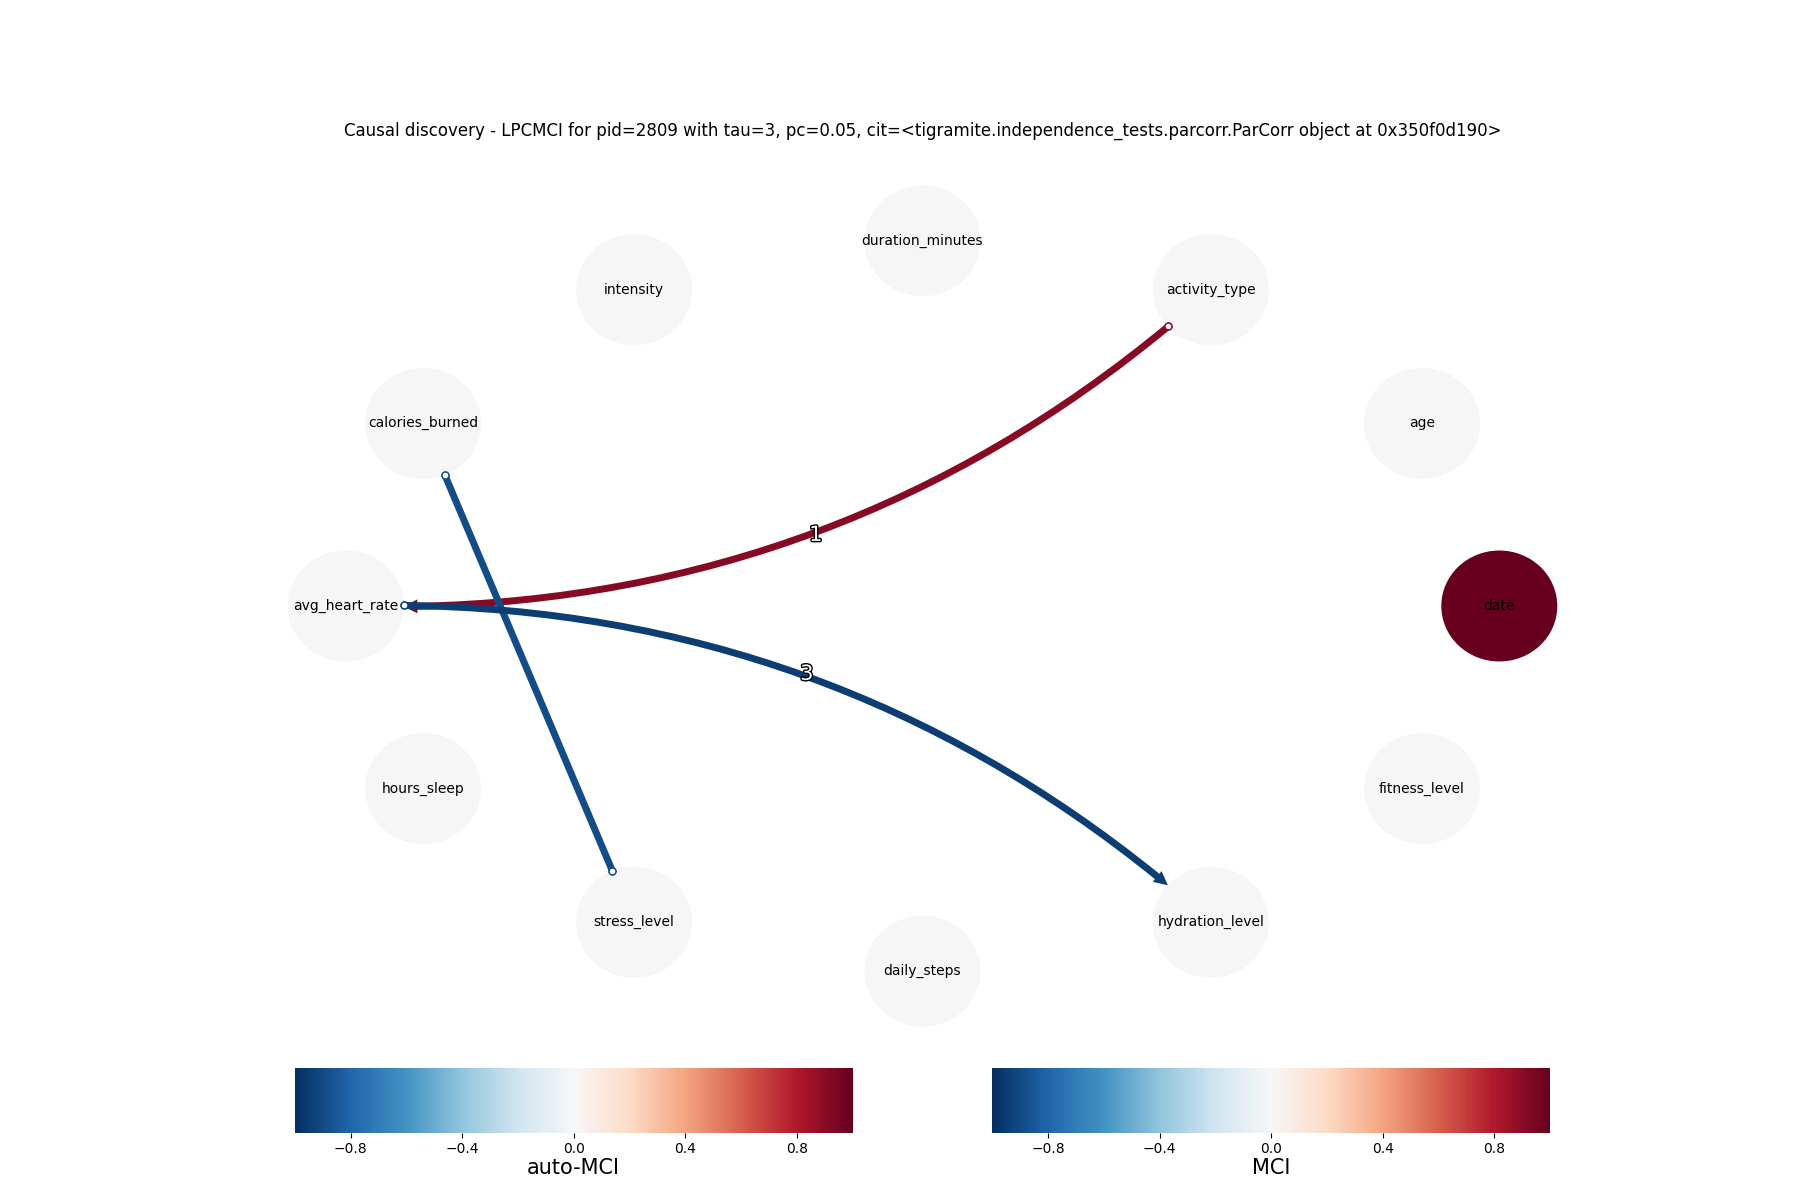 Causal discovery - LPCMCI for pid=2809 with tau=3, pc=0.05, cit=<tigramite.independence_tests.parcorr.ParCorr object at 0x350f0d190>
duration_minutes
intensity
activity_type
calories_burned
age
1
avg_heart_rate
date
3
hours_sleep
fitness_level
stress_level
hydration_level
daily_steps
−0.8 −0.4 0.0 0.4 0.8
auto-MCI
−0.8 −0.4 0.0 0.4 0.8
MCI